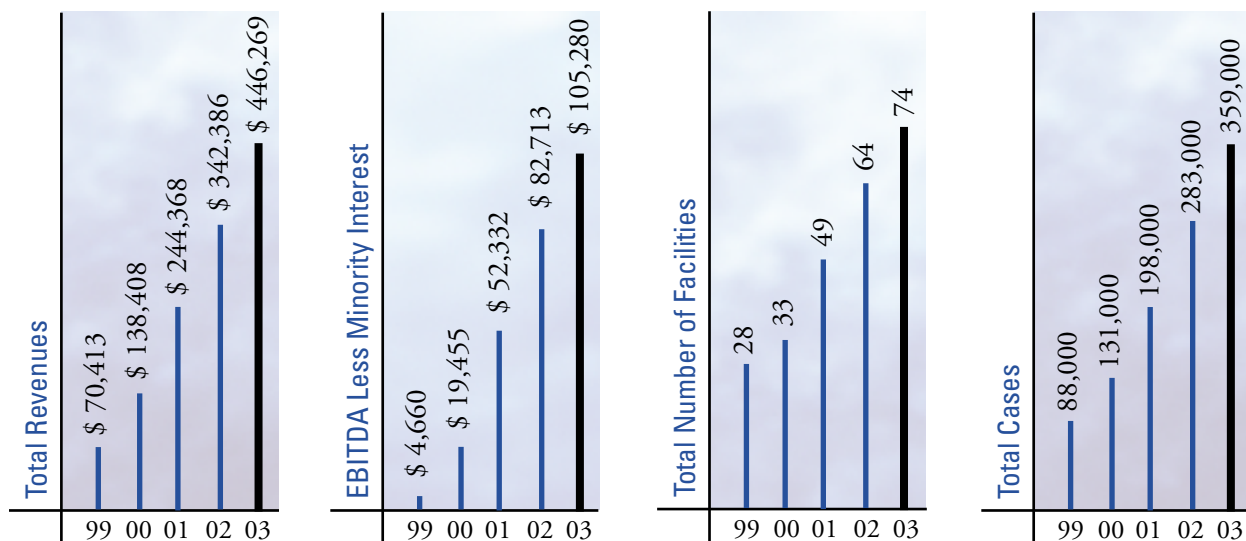 Total Revenues
$ 70,413
$ 138,408
$ 244,368
$ 342,386
$ 446,269
99 00 01 02 03
EBITDA Less Minority Interest
$ 4,660
$ 19,455
$ 52,332
$ 82,713
$ 105,280
99 00 01 02 03
Total Number of Facilities
28
33
49
64
74
99 00 01 02 03
Total Cases
88,000
131,000
198,000
283,000
359,000
99 00 01 02 03